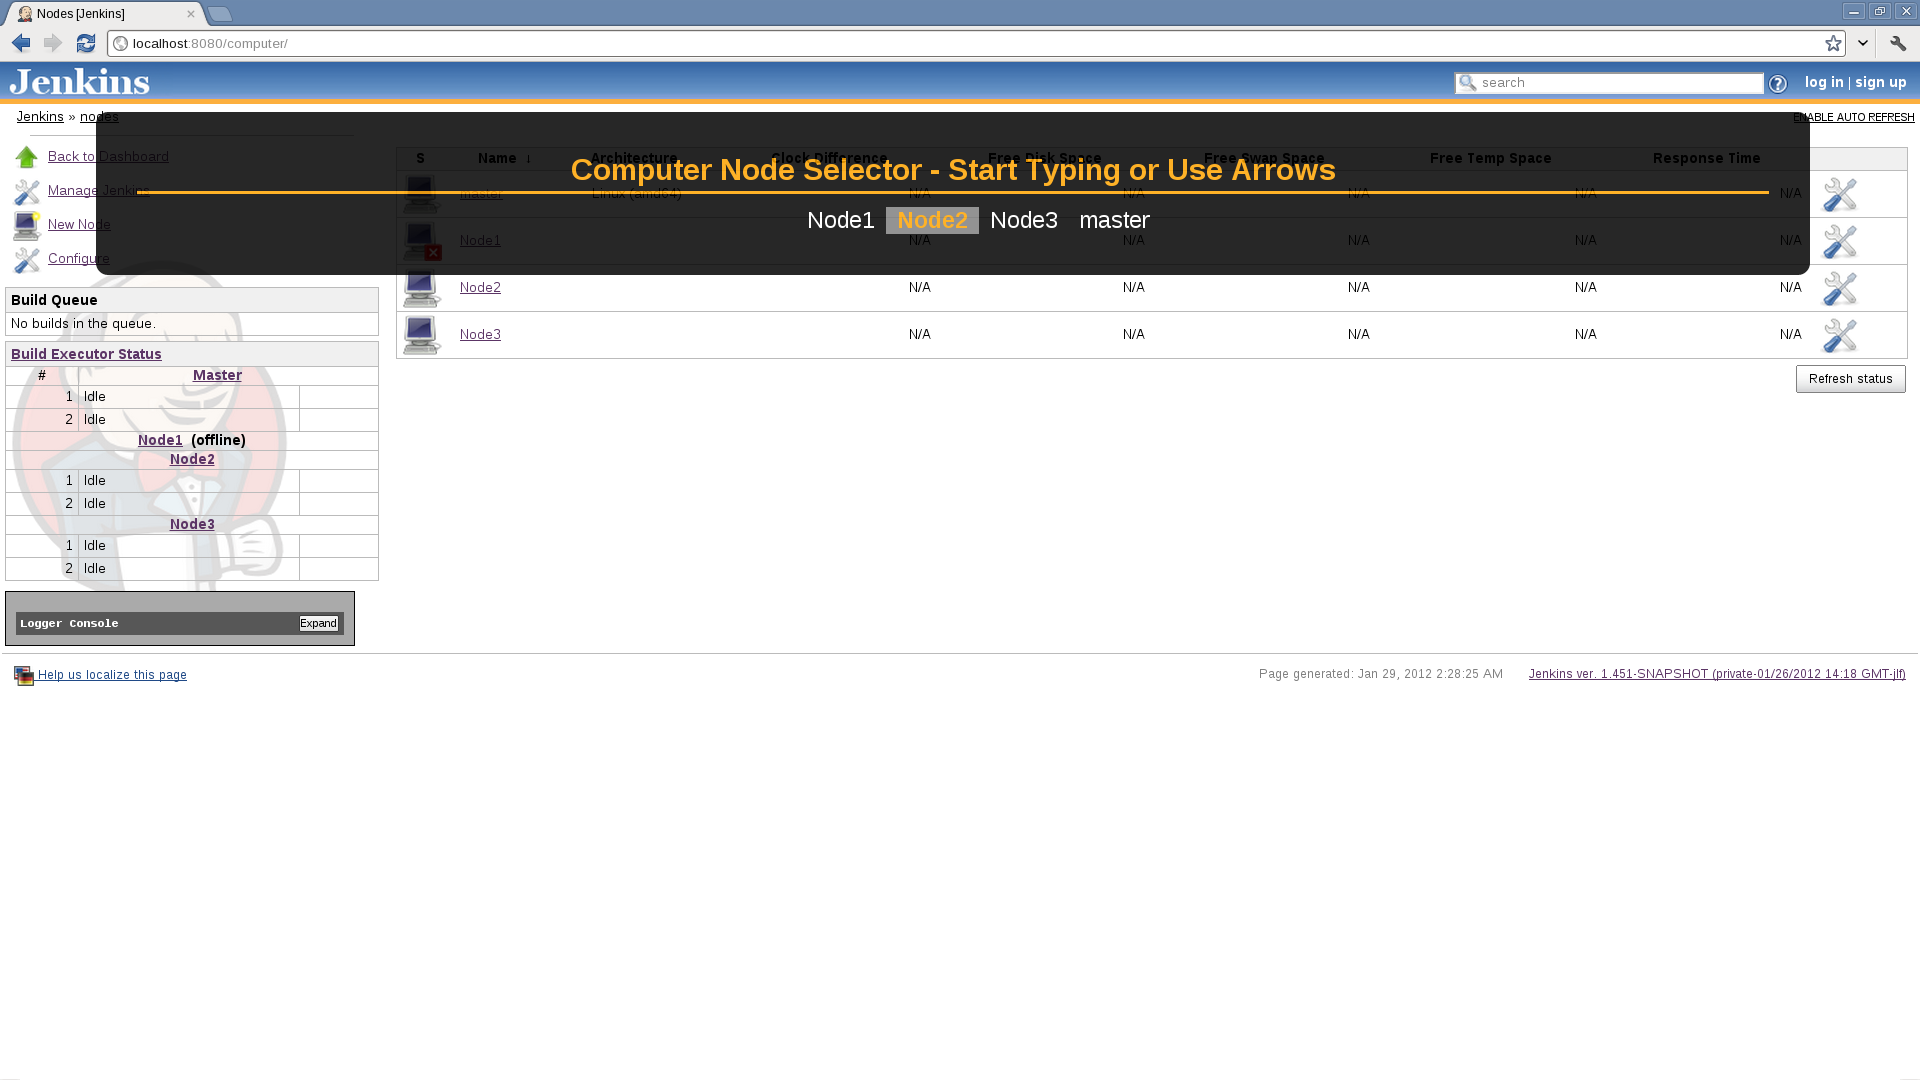 Nodes [Jenkins]
localhost:8080/computer/
Jenkins
search
log in | sign up
Jenkins » nodes
ENABLE AUTO REFRESH
Computer Node Selector - Start Typing or Use Arrows
Node1 Node2 Node3 master
Back to Dashboard
Manage Jenkins
New Node
Configure
S Name ↓ Architecture Clock Difference Free Disk Space Free Swap Space Free Temp Space Response Time
master Linux (amd64) N/A N/A N/A N/A N/A
Node1 N/A N/A N/A N/A N/A
Node2 N/A N/A N/A N/A N/A
Node3 N/A N/A N/A N/A N/A
Refresh status
Build Queue
No builds in the queue.
Build Executor Status
# Master
1 Idle
2 Idle
Node1 (offline)
Node2
1 Idle
2 Idle
Node3
1 Idle
2 Idle
Logger Console Expand
Help us localize this page
Page generated: Jan 29, 2012 2:28:25 AM
Jenkins ver. 1.451-SNAPSHOT (private-01/26/2012 14:18 GMT-jlf)